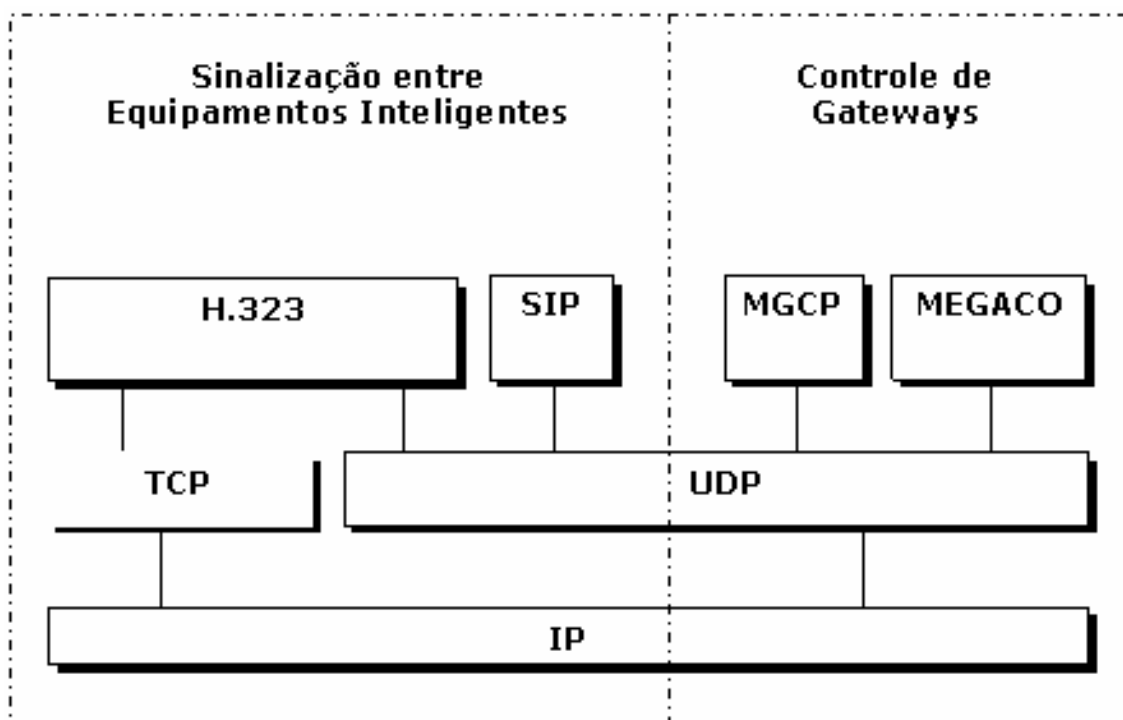 Sinalização entre
Equipamentos Inteligentes
Controle de
Gateways
H.323
SIP
MGCP
MEGACO
TCP
UDP
IP